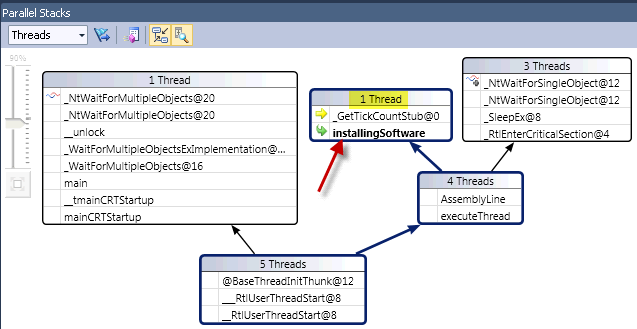 Parallel Stacks
Threads
90%
1 Thread
_NtWaitForMultipleObjects@20
_NtWaitForMultipleObjects@20
__unlock
_WaitForMultipleObjectsExImplementation@...
_WaitForMultipleObjects@16
main
__tmainCRTStartup
mainCRTStartup
1 Thread
_GetTickCountStub@0
installingSoftware
3 Threads
_NtWaitForSingleObject@12
_NtWaitForSingleObject@12
_SleepEx@8
_RtlEnterCriticalSection@4
4 Threads
AssemblyLine
executeThread
5 Threads
@BaseThreadInitThunk@12
___RtlUserThreadStart@8
__RtlUserThreadStart@8